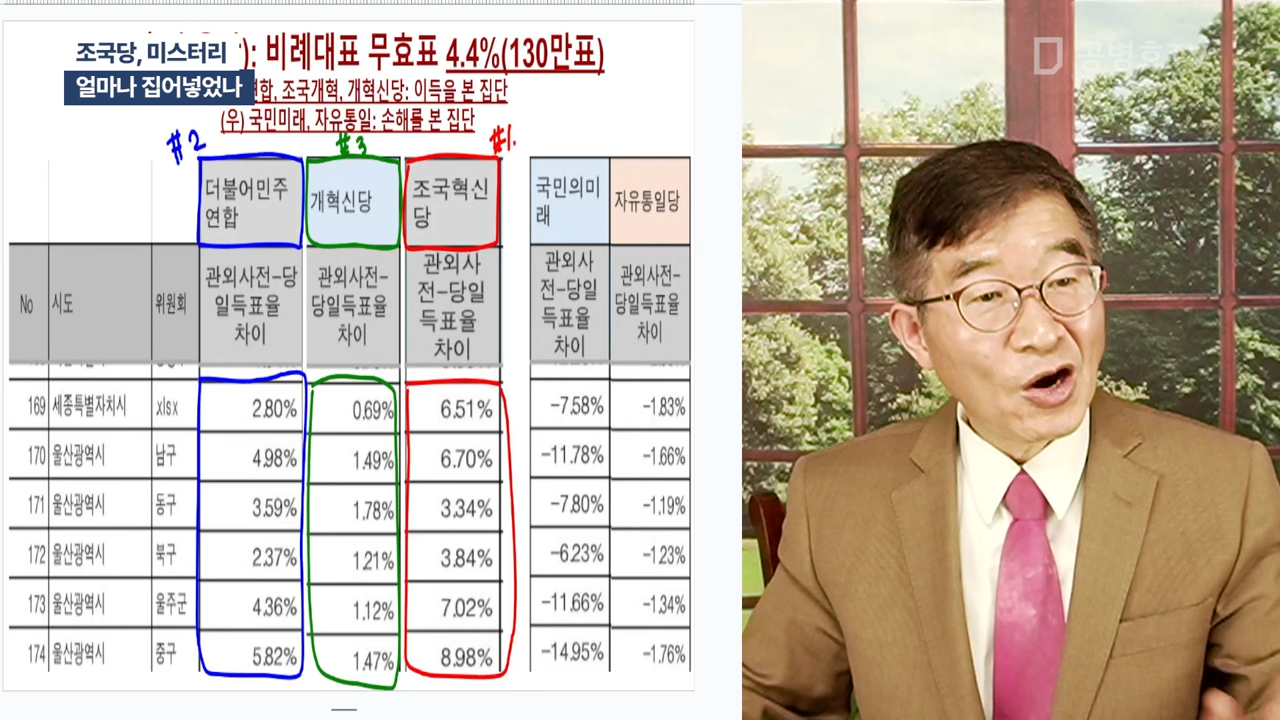 조국당, 미스터리
얼마나 집어넣었나
): 비례대표 무효표 4.4%(130만표)
연합, 조국개혁, 개혁신당: 이득을 본 집단
(우) 국민미래, 자유통일: 손해를 본 집단
#2 #3 #1.
더불어민주연합 개혁신당 조국혁신당 국민의미래 자유통일당
No 시도 위원회 관외사전-당일득표율 차이 관외사전-당일득표율 차이 관외사전-당일득표율 차이 관외사전-당일득표율 차이 관외사전-당일득표율 차이
169 세종특별자치시 xlsx 2.80% 0.69% 6.51% -7.58% -1.83%
170 울산광역시 남구 4.98% 1.49% 6.70% -11.78% -1.66%
171 울산광역시 동구 3.59% 1.78% 3.34% -7.80% -1.19%
172 울산광역시 북구 2.37% 1.21% 3.84% -6.23% -1.23%
173 울산광역시 울주군 4.36% 1.12% 7.02% -11.66% -1.34%
174 울산광역시 중구 5.82% 1.47% 8.98% -14.95% -1.76%
공병호